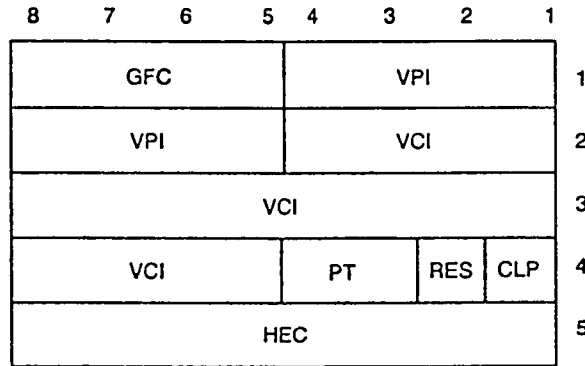 8 7 6 5 4 3 2 1
GFC VPI 1
VPI VCI 2
VCI 3
VCI PT RES CLP 4
HEC 5